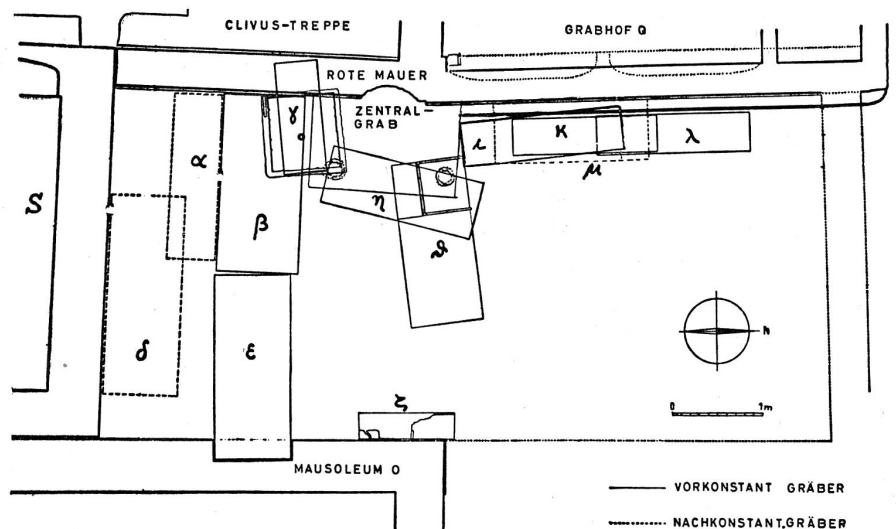 CLIVUS-TREPPE
GRABHOF Q
ROTE MAUER
ZENTRAL-
GRAB
γ
α
ι
κ
λ
μ
S
η
β
ϑ
δ
ε
N
ζ
0 1m
MAUSOLEUM O
VORKONSTANT GRÄBER
NACHKONSTANT.GRÄBER